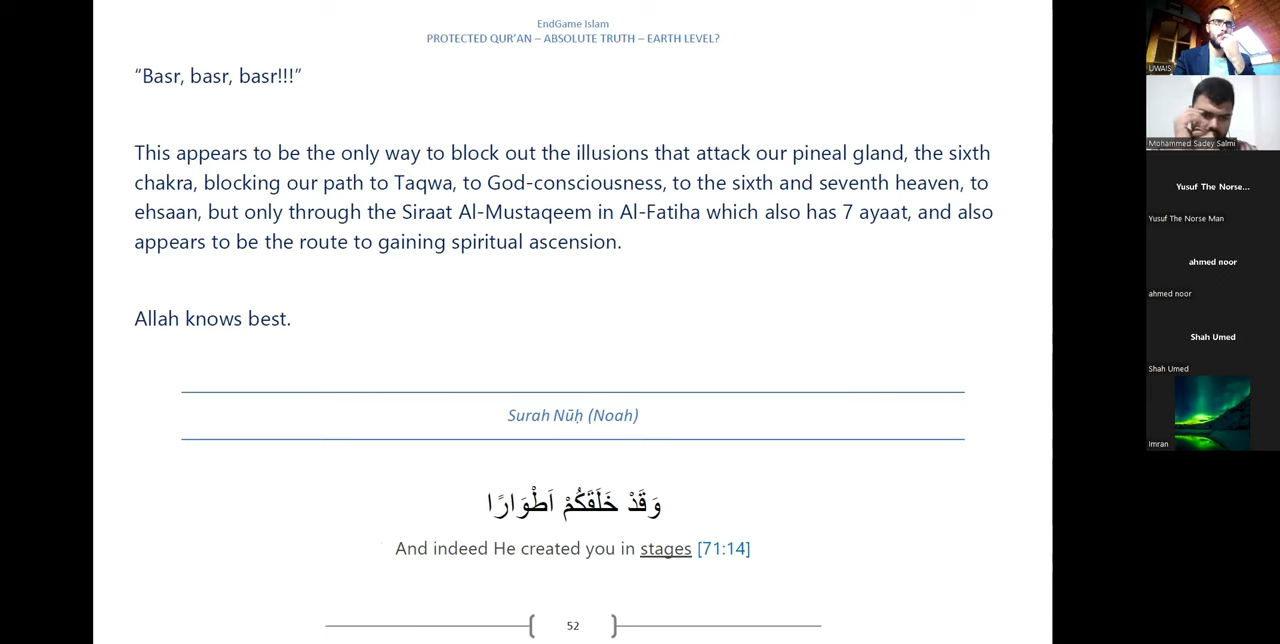 EndGame Islam
PROTECTED QUR'AN – ABSOLUTE TRUTH – EARTH LEVEL?
“Basr, basr, basr!!!”
This appears to be the only way to block out the illusions that attack our pineal gland, the sixth
chakra, blocking our path to Taqwa, to God-consciousness, to the sixth and seventh heaven, to
ehsaan, but only through the Siraat Al-Mustaqeem in Al-Fatiha which also has 7 ayaat, and also
appears to be the route to gaining spiritual ascension.
Allah knows best.
Surah Nūḥ (Noah)
وَقَدْ خَلَقَكُمْ اَطْوَارًا
And indeed He created you in stages [71:14]
52
UWAIS
Mohammed Sadey Salmi
Yusuf The Norse...
Yusuf The Norse Man
ahmed noor
ahmed noor
Shah Umed
Shah Umed
Imran